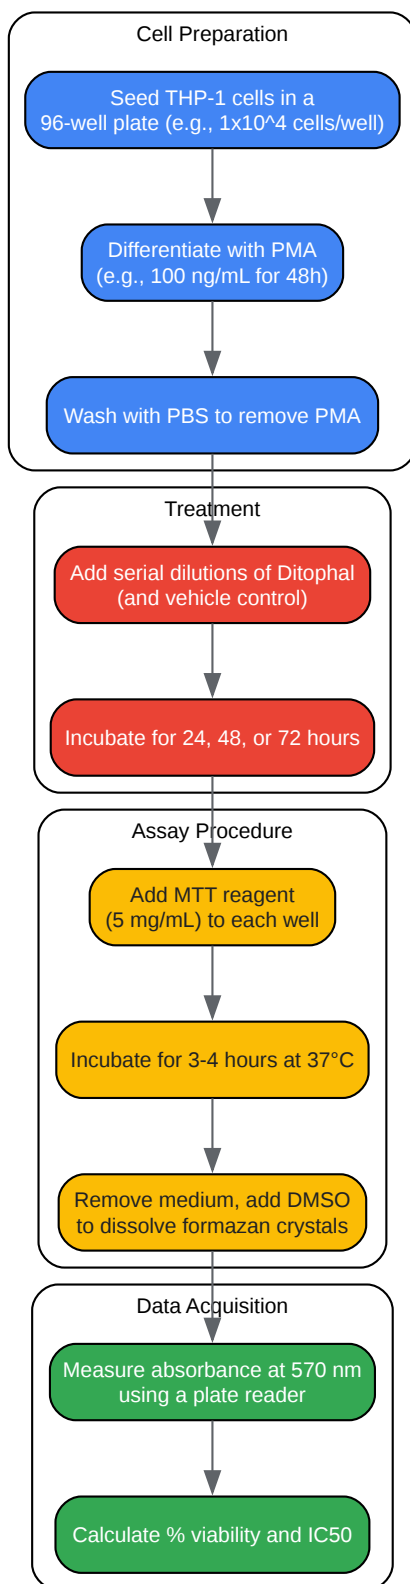 Cell Preparation
Seed THP-1 cells in a
96-well plate (e.g., 1x10^4 cells/well)
Differentiate with PMA
(e.g., 100 ng/mL for 48h)
Wash with PBS to remove PMA
Treatment
Add serial dilutions of Ditophal
(and vehicle control)
Incubate for 24, 48, or 72 hours
Assay Procedure
Add MTT reagent
(5 mg/mL) to each well
Incubate for 3-4 hours at 37°C
Remove medium, add DMSO
to dissolve formazan crystals
Data Acquisition
Measure absorbance at 570 nm
using a plate reader
Calculate % viability and IC50